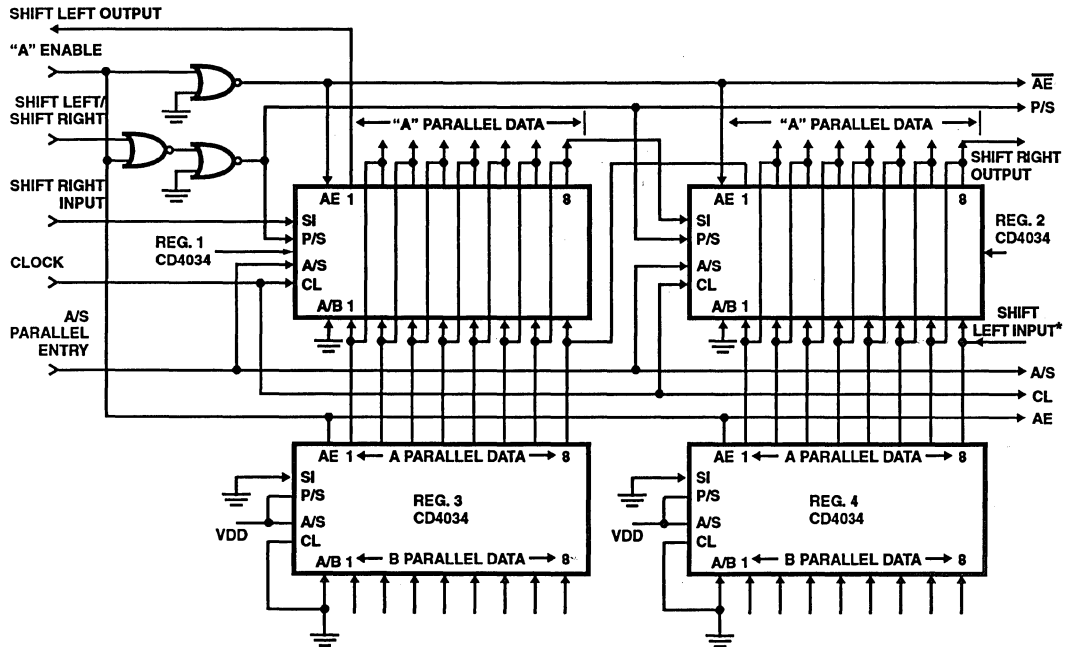 SHIFT LEFT OUTPUT
“A” ENABLE
SHIFT LEFT/
SHIFT RIGHT
SHIFT RIGHT
INPUT
CLOCK
A/S
PARALLEL
ENTRY
AE
P/S
“A” PARALLEL DATA
“A” PARALLEL DATA
SHIFT RIGHT
OUTPUT
AE 1 8
SI
P/S
A/S
CL
A/B 1
REG. 1
CD4034
AE 1 8
SI
P/S
A/S
CL
A/B 1
REG. 2
CD4034
SHIFT
LEFT INPUT*
A/S
CL
AE
AE 1 A PARALLEL DATA 8
SI
P/S
A/S
CL
VDD
REG. 3
CD4034
A/B 1 B PARALLEL DATA 8
AE 1 A PARALLEL DATA 8
SI
P/S
A/S
CL
VDD
REG. 4
CD4034
A/B 1 B PARALLEL DATA 8